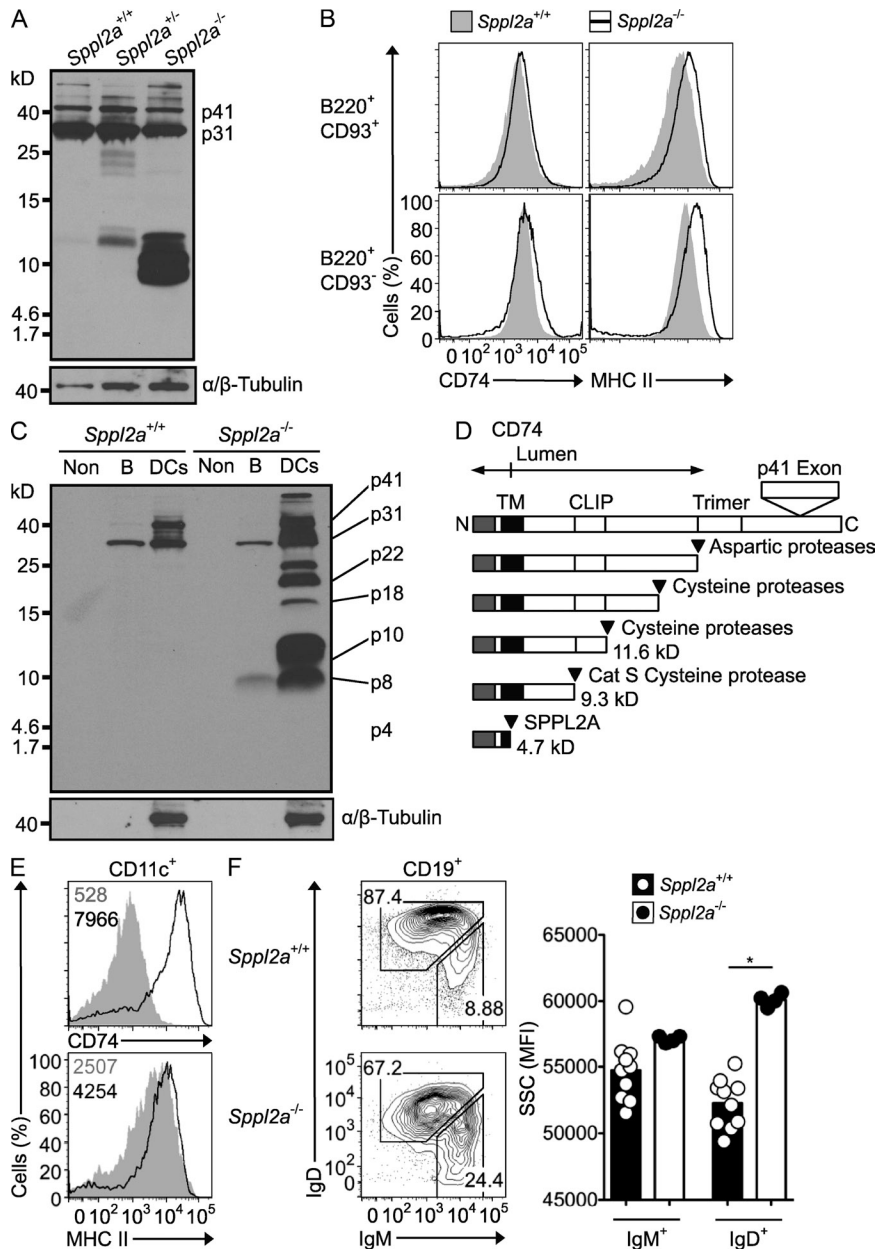 A
Sppl2a+/+
Sppl2a+/-
Sppl2a-/-
kD
40
25
15
10
4.6
1.7
p41
p31
40
α/β-Tubulin
B
Sppl2a+/+
Sppl2a-/-
B220+
CD93+
B220+
CD93-
Cells (%)
100
80
60
40
20
0
0 10² 10³ 10⁴ 10⁵
CD74
MHC II
C
Sppl2a+/+
Sppl2a-/-
Non B DCs Non B DCs
kD
40
25
15
10
4.6
1.7
p41
p31
p22
p18
p10
p8
p4
40
α/β-Tubulin
D
CD74
Lumen
p41 Exon
TM
CLIP
Trimer
N
C
Aspartic proteases
Cysteine proteases
Cysteine proteases
11.6 kD
Cat S Cysteine protease
9.3 kD
SPPL2A
4.7 kD
E
CD11c+
528
7966
CD74
2507
4254
Cells (%)
100
80
60
40
20
0
0 10² 10³ 10⁴ 10⁵
MHC II
F
CD19+
Sppl2a+/+
87.4
8.88
Sppl2a-/-
67.2
24.4
10⁵
10⁴
10³
10²
0
IgD
0 10² 10³ 10⁴ 10⁵
IgM
Sppl2a+/+
Sppl2a-/-
65000
60000
55000
50000
45000
SSC (MFI)
*
IgM+
IgD+